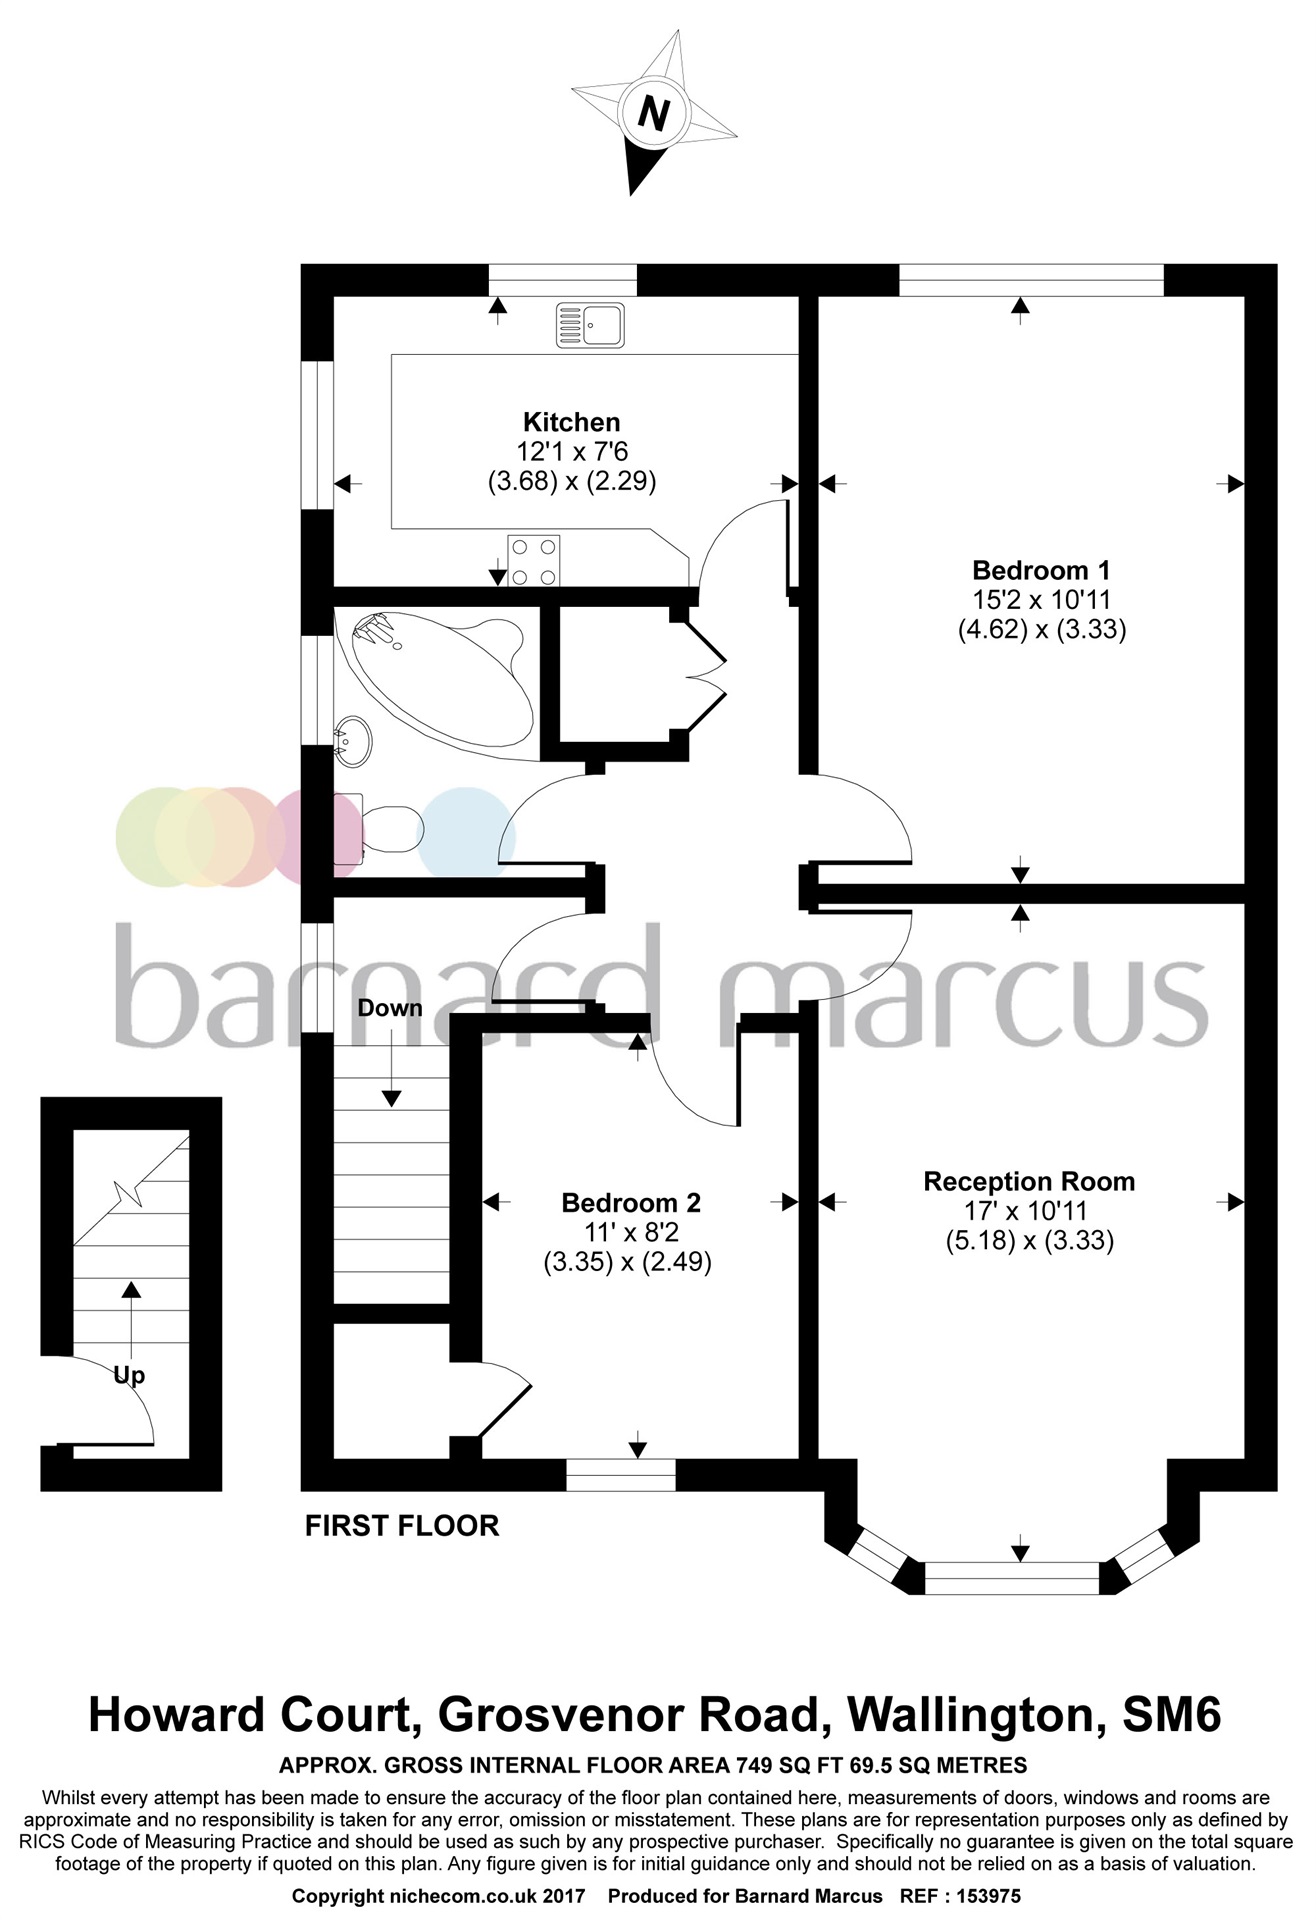 N
Kitchen
12'1 x 7'6
(3.68) x (2.29)
Bedroom 1
15'2 x 10'11
(4.62) x (3.33)
barnard marcus
Down
Reception Room
17' x 10'11
(5.18) x (3.33)
Bedroom 2
11' x 8'2
(3.35) x (2.49)
Up
FIRST FLOOR
Howard Court, Grosvenor Road, Wallington, SM6
APPROX. GROSS INTERNAL FLOOR AREA 749 SQ FT 69.5 SQ METRES
Whilst every attempt has been made to ensure the accuracy of the floor plan contained here, measurements of doors, windows and rooms are
approximate and no responsibility is taken for any error, omission or misstatement. These plans are for representation purposes only as defined by
RICS Code of Measuring Practice and should be used as such by any prospective purchaser. Specifically no guarantee is given on the total square
footage of the property if quoted on this plan. Any figure given is for initial guidance only and should not be relied on as a basis of valuation.
Copyright nichecom.co.uk 2017 Produced for Barnard Marcus REF : 153975